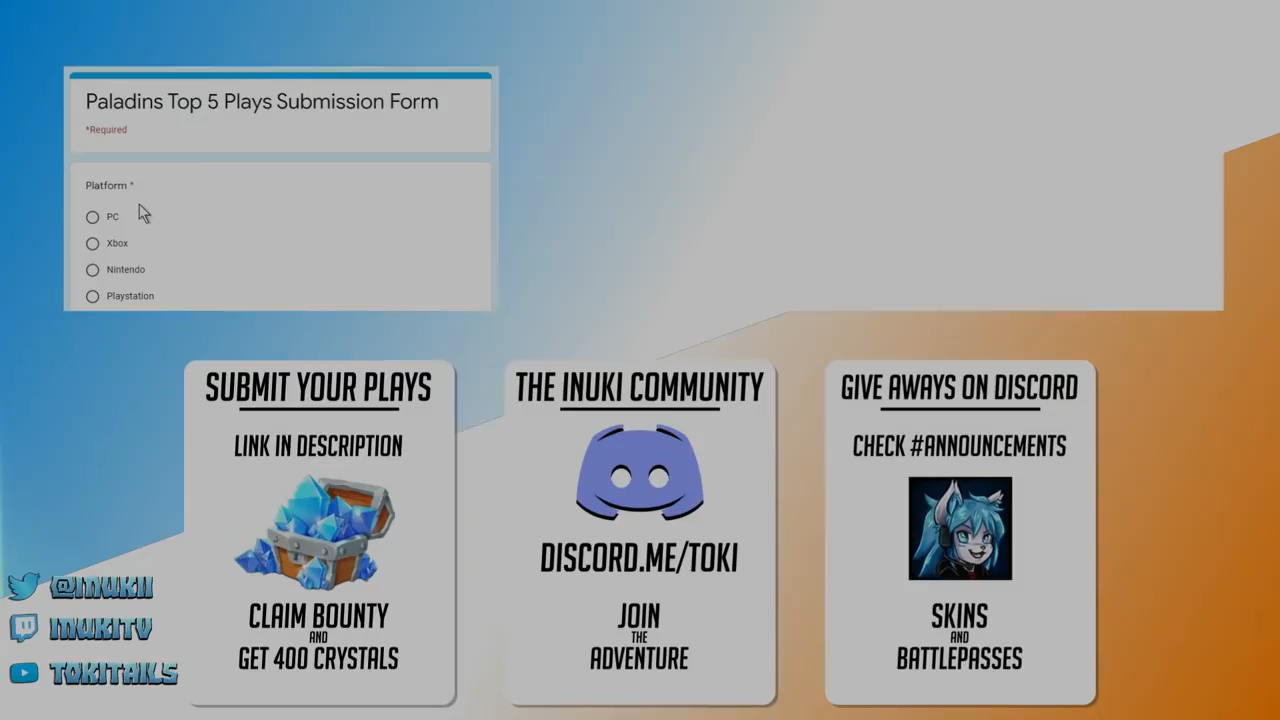 Paladins Top 5 Plays Submission Form
*Required
Platform *
PC
Xbox
Nintendo
Playstation
SUBMIT YOUR PLAYS
LINK IN DESCRIPTION
CLAIM BOUNTY
AND
GET 400 CRYSTALS
THE INUKI COMMUNITY
DISCORD.ME/TOKI
JOIN
THE
ADVENTURE
GIVE AWAYS ON DISCORD
CHECK #ANNOUNCEMENTS
SKINS
AND
BATTLEPASSES
@INUKII
INUKITV
TOKITAILS